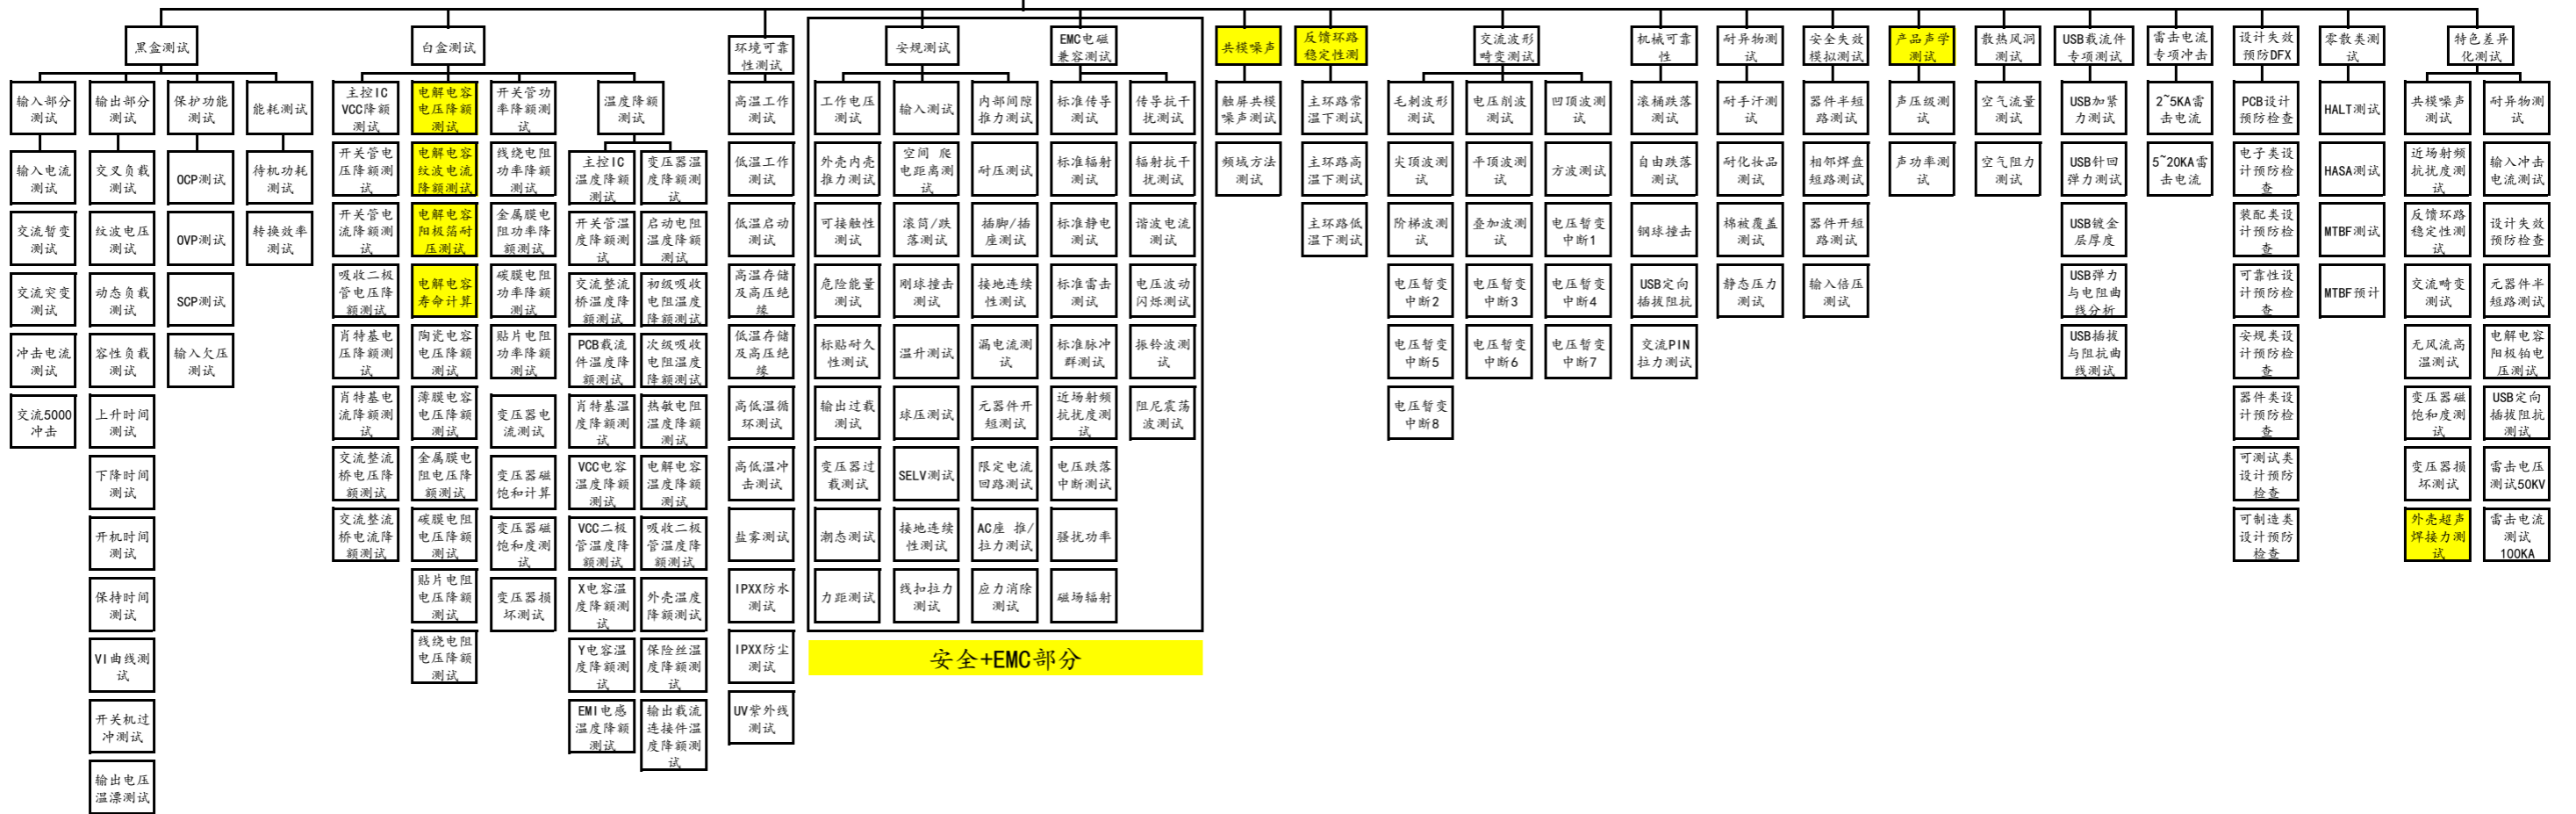 黑盒测试
输入部分
测试
输入电流
测试
交流暂变
测试
交流突变
测试
冲击电流
测试
交流5000
冲击
输出部分
测试
交叉负载
测试
纹波电压
测试
动态负载
测试
容性负载
测试
上升时间
测试
下降时间
测试
开机时间
测试
保持时间
测试
VI曲线测
试
开关机过
冲测试
输出电压
温漂测试
保护功能
测试
OCP测试
OVP测试
SCP测试
输入欠压
测试
能耗测试
待机功耗
测试
转换效率
测试
白盒测试
主控IC
VCC降额
测试
开关管电
压降额测
试
开关管电
流降额测
试
吸收二极
管电压降
额测试
肖特基电
压降额测
试
肖特基电
流降额测
试
交流整流
桥电压降
额测试
交流整流
桥电流降
额测试
电解电容
电压降额
测试
电解电容
纹波电流
降额测试
电解电容
阳极箔耐
压测试
电解电容
寿命计算
陶瓷电容
电压降额
测试
薄膜电容
电压降额
测试
金属膜电
阻电压降
额测试
碳膜电阻
电压降额
测试
贴片电阻
电压降额
测试
线绕电阻
电压降额
测试
开关管功
率降额测
试
线绕电阻
功率降额
测试
金属膜电
阻功率降
额测试
碳膜电阻
功率降额
测试
贴片电阻
功率降额
测试
变压器电
流测试
变压器磁
饱和计算
变压器磁
饱和度测
试
变压器损
坏测试
温度降额
测试
主控IC
温度降额
测试
开关管温
度降额测
试
交流整流
桥温度降
额测试
PCB载流
件温度降
额测试
肖特基温
度降额测
试
VCC电容
温度降额
测试
VCC二极
管温度降
额测试
X电容温
度降额测
试
Y电容温
度降额测
试
EMI电感
温度降额
测试
变压器温
度降额测
试
启动电阻
温度降额
测试
初级吸收
电阻温度
降额测试
次级吸收
电阻温度
降额测试
热敏电阻
温度降额
测试
电解电容
温度降额
测试
吸收二极
管温度降
额测试
外壳温度
降额测试
保险丝温
度降额测
试
输出载流
连接件温
度降额测
试
环境可靠
性测试
高温工作
测试
低温工作
测试
低温启动
测试
高温存储
及高压绝
缘
低温存储
及高压绝
缘
高低温循
环测试
高低温冲
击测试
盐雾测试
IPXX防水
测试
IPXX防尘
测试
UV紫外线
测试
安规测试
工作电压
测试
外壳内壳
推力测试
可接触性
测试
危险能量
测试
标贴耐久
性测试
输出过载
测试
变压器过
载测试
潮态测试
力距测试
输入测试
空间 爬
电距离测
试
滚筒/跌
落测试
刚球撞击
测试
温升测试
球压测试
SELV测试
接地连续
性测试
线扣拉力
测试
内部间隙
推力测试
耐压测试
插脚/插
座测试
接地连续
性测试
漏电流测
试
元器件开
短测试
限定电流
回路测试
AC座 推/
拉力测试
应力消除
测试
EMC电磁
兼容测试
标准传导
测试
标准辐射
测试
标准静电
测试
标准雷击
测试
标准脉冲
群测试
近场射频
抗扰度测
试
电压跌落
中断测试
骚扰功率
磁场辐射
传导抗干
扰测试
辐射抗干
扰测试
谐波电流
测试
电压波动
闪烁测试
振铃波测
试
阻尼震荡
波测试
安全+EMC部分
共模噪声
触屏共模
噪声测试
频域方法
测试
反馈环路
稳定性测
主环路常
温下测试
主环路高
温下测试
主环路低
温下测试
交流波形
畸变测试
毛刺波形
测试
尖顶波测
试
阶梯波测
试
电压暂变
中断2
电压暂变
中断5
电压暂变
中断8
电压削波
测试
平顶波测
试
叠加波测
试
电压暂变
中断3
电压暂变
中断6
凹顶波测
试
方波测试
电压暂变
中断1
电压暂变
中断4
电压暂变
中断7
机械可靠
性
滚桶跌落
测试
自由跌落
测试
钢球撞击
USB定向
插拔阻抗
交流PIN
拉力测试
耐异物测
试
耐手汗测
试
耐化妆品
测试
棉被覆盖
测试
静态压力
测试
安全失效
模拟测试
器件半短
路测试
相邻焊盘
短路测试
器件开短
路测试
输入倍压
测试
产品声学
测试
声压级测
试
声功率测
试
散热风洞
测试
空气流量
测试
空气阻力
测试
USB载流件
专项测试
USB加紧
力测试
USB针回
弹力测试
USB镀金
层厚度
USB弹力
与电阻曲
线分析
USB插拔
与阻抗曲
线测试
雷击电流
专项冲击
2~5KA雷
击电流
5~20KA雷
击电流
设计失效
预防DFX
PCB设计
预防检查
电子类设
计预防检
查
装配类设
计预防检
查
可靠性设
计预防检
查
安规类设
计预防检
查
器件类设
计预防检
查
可测试类
设计预防
检查
可制造类
设计预防
检查
零散类测
试
HALT测试
HASA测试
MTBF测试
MTBF预计
特色差异
化测试
共模噪声
测试
近场射频
抗扰度测
试
反馈环路
稳定性测
试
交流畸变
测试
无风流高
温测试
变压器磁
饱和度测
试
变压器损
坏测试
外壳超声
焊接力测
试
耐异物测
试
输入冲击
电流测试
设计失效
预防检查
元器件半
短路测试
电解电容
阳极铂电
压测试
USB定向
插拔阻抗
测试
雷击电压
测试50KV
雷击电流
测试
100KA